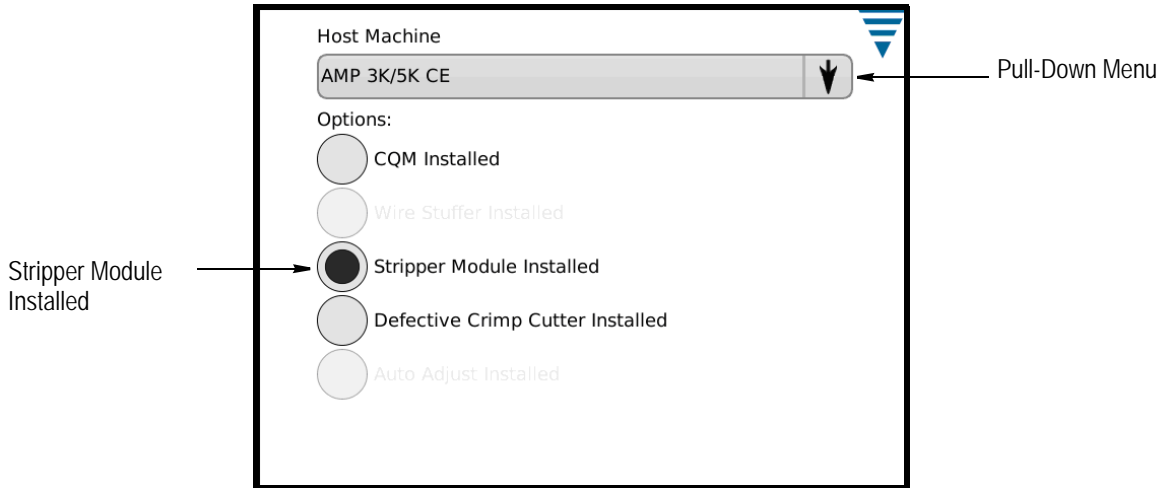 Host Machine
AMP 3K/5K CE
Pull-Down Menu
Options:
CQM Installed
Wire Stuffer Installed
Stripper Module Installed
Stripper Module
Installed
Defective Crimp Cutter Installed
Auto Adjust Installed